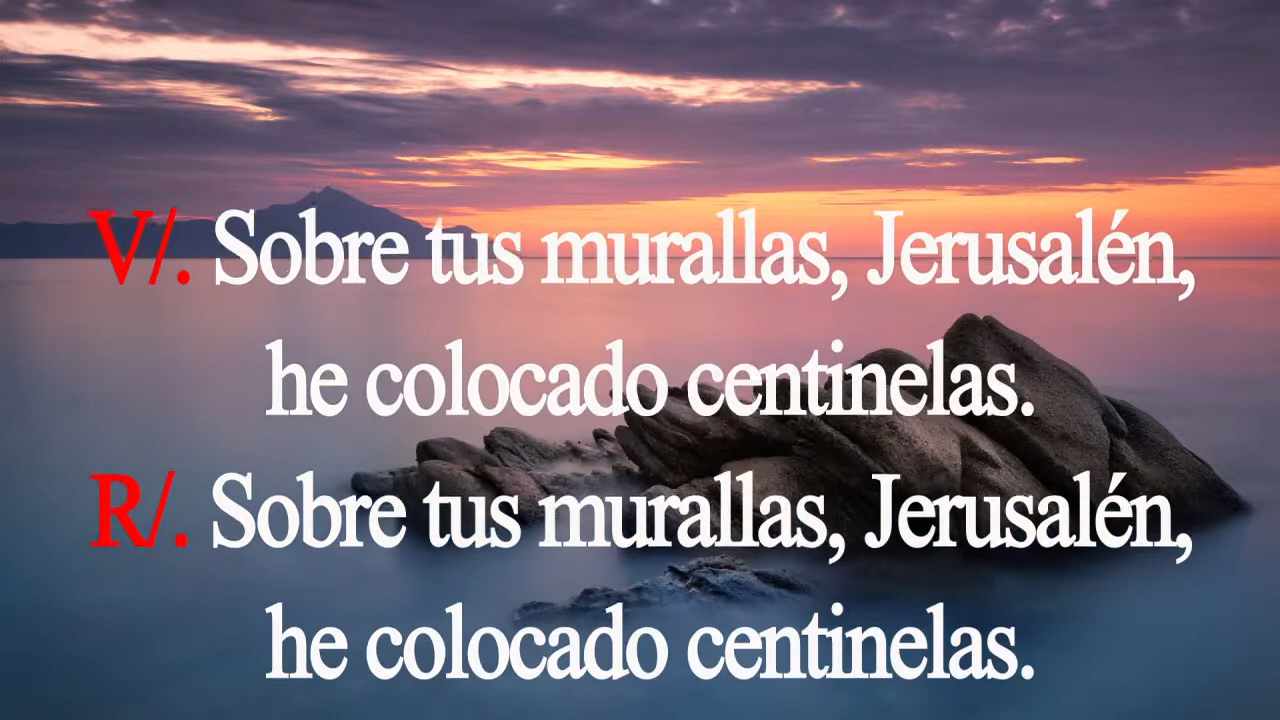 V/. Sobre tus murallas, Jerusalén,
he colocado centinelas.
R/. Sobre tus murallas, Jerusalén,
he colocado centinelas.